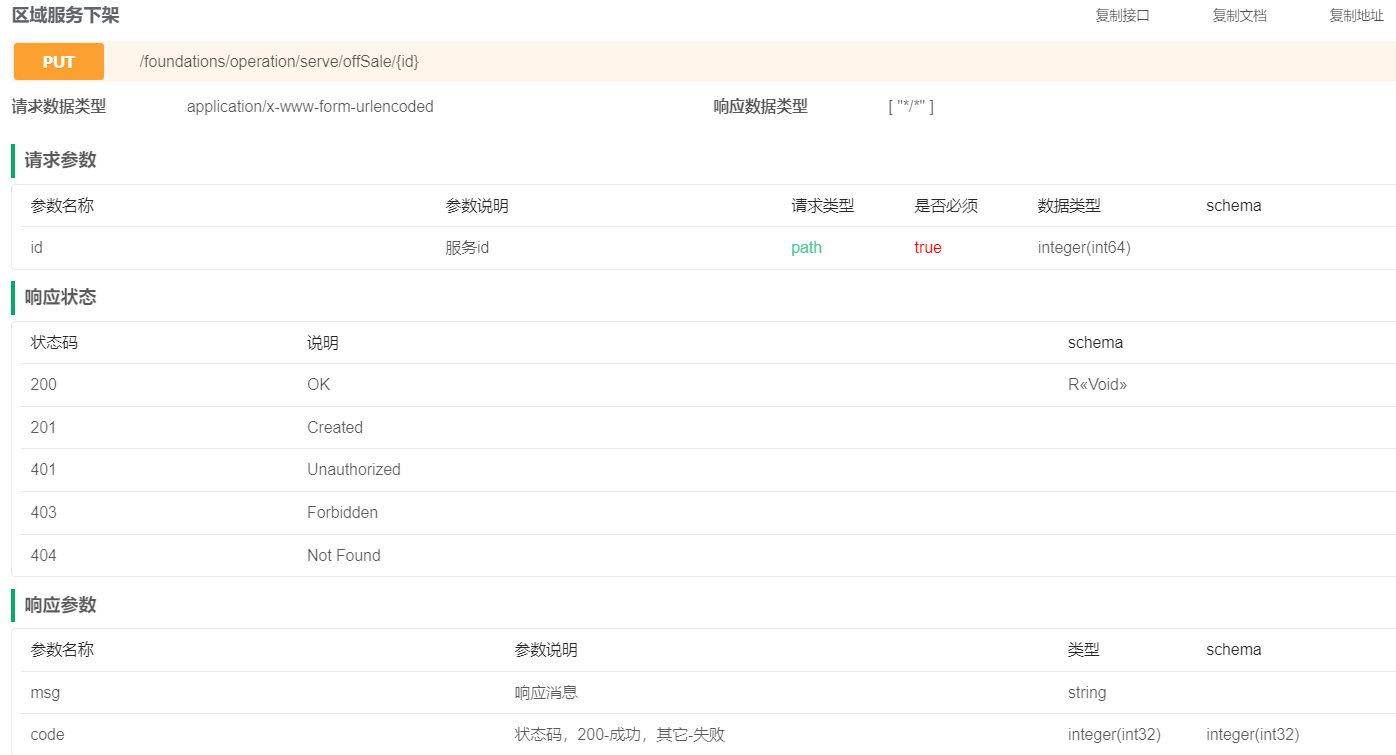 区域服务下架 复制接口 复制文档 复制地址
PUT /foundations/operation/serve/offSale/{id}
请求数据类型 application/x-www-form-urlencoded 响应数据类型 [ "*/*" ]
请求参数
参数名称 参数说明 请求类型 是否必须 数据类型 schema
id 服务id path true integer(int64)
响应状态
状态码 说明 schema
200 OK R«Void»
201 Created
401 Unauthorized
403 Forbidden
404 Not Found
响应参数
参数名称 参数说明 类型 schema
msg 响应消息 string
code 状态码，200-成功，其它-失败 integer(int32) integer(int32)